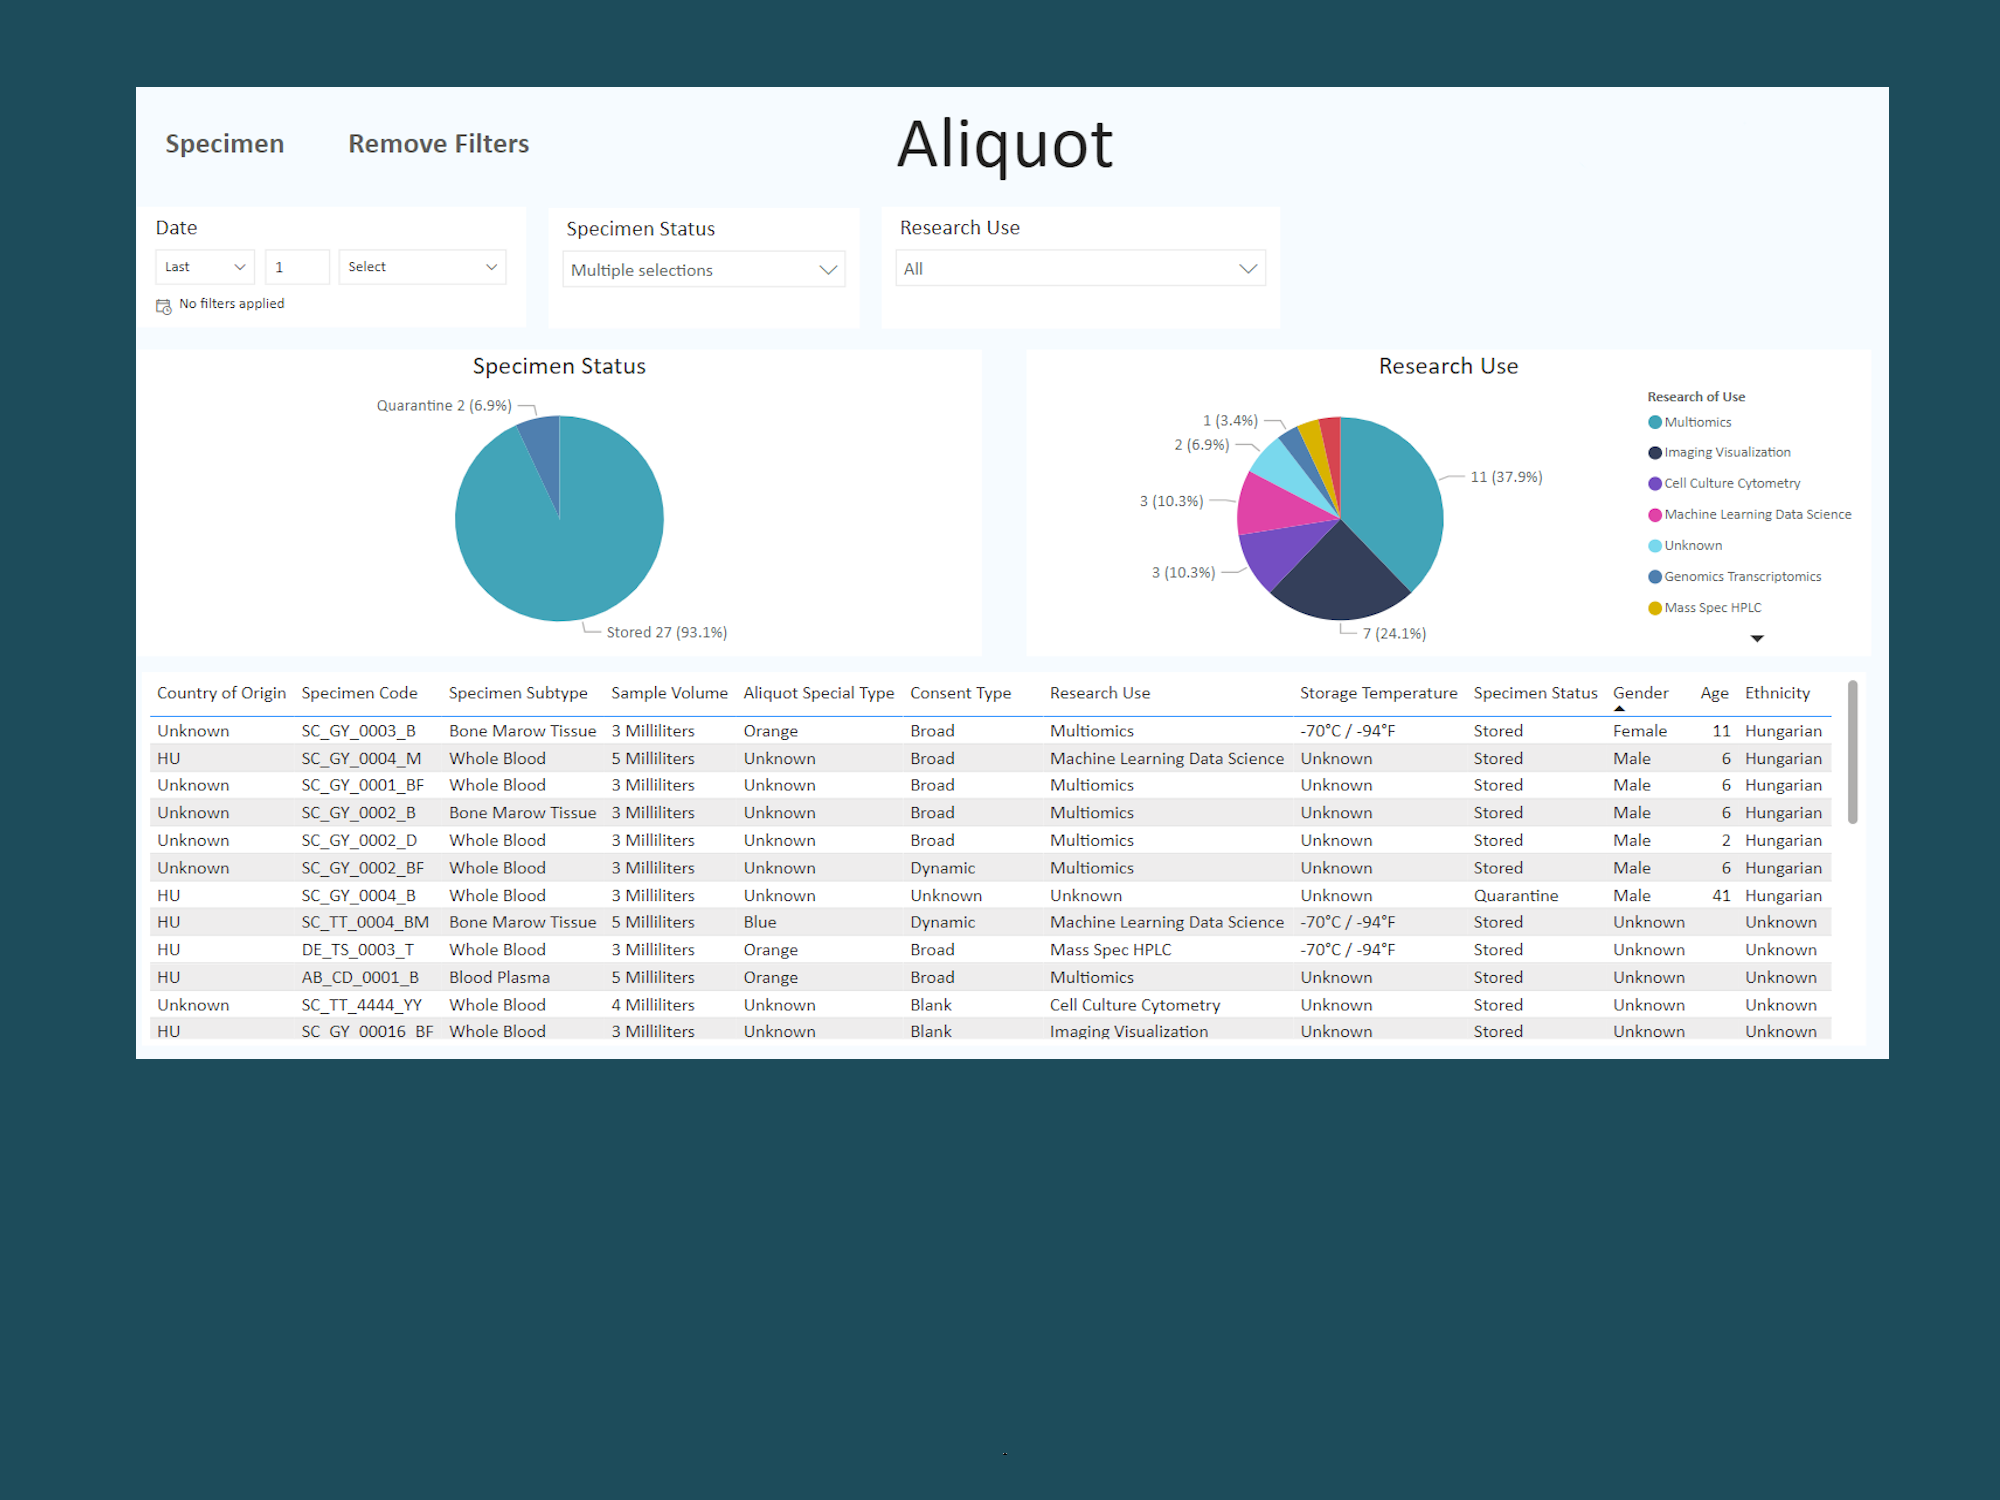 Specimen
Remove Filters
Aliquot
Date
Last
1
Select
No filters applied
Specimen Status
Multiple selections
Research Use
All
Specimen Status
Quarantine 2 (6.9%)
Stored 27 (93.1%)
Research Use
1 (3.4%)
2 (6.9%)
3 (10.3%)
3 (10.3%)
11 (37.9%)
7 (24.1%)
Research of Use
Multiomics
Imaging Visualization
Cell Culture Cytometry
Machine Learning Data Science
Unknown
Genomics Transcriptomics
Mass Spec HPLC
Country of Origin Specimen Code Specimen Subtype Sample Volume Aliquot Special Type Consent Type Research Use Storage Temperature Specimen Status Gender Age Ethnicity
Unknown SC_GY_0003_B Bone Marow Tissue 3 Milliliters Orange Broad Multiomics -70°C / -94°F Stored Female 11 Hungarian
HU SC_GY_0004_M Whole Blood 5 Milliliters Unknown Broad Machine Learning Data Science Unknown Stored Male 6 Hungarian
Unknown SC_GY_0001_BF Whole Blood 3 Milliliters Unknown Broad Multiomics Unknown Stored Male 6 Hungarian
Unknown SC_GY_0002_B Bone Marow Tissue 3 Milliliters Unknown Broad Multiomics Unknown Stored Male 6 Hungarian
Unknown SC_GY_0002_D Whole Blood 3 Milliliters Unknown Broad Multiomics Unknown Stored Male 2 Hungarian
Unknown SC_GY_0002_BF Whole Blood 3 Milliliters Unknown Dynamic Multiomics Unknown Stored Male 6 Hungarian
HU SC_GY_0004_B Whole Blood 3 Milliliters Unknown Unknown Unknown Unknown Quarantine Male 41 Hungarian
HU SC_TT_0004_BM Bone Marow Tissue 5 Milliliters Blue Dynamic Machine Learning Data Science -70°C / -94°F Stored Unknown Unknown
HU DE_TS_0003_T Whole Blood 3 Milliliters Orange Broad Mass Spec HPLC -70°C / -94°F Stored Unknown Unknown
HU AB_CD_0001_B Blood Plasma 5 Milliliters Orange Broad Multiomics Unknown Stored Unknown Unknown
Unknown SC_TT_4444_YY Whole Blood 4 Milliliters Unknown Blank Cell Culture Cytometry Unknown Stored Unknown Unknown
HU SC_GY_00016_BF Whole Blood 3 Milliliters Unknown Blank Imaging Visualization Unknown Stored Unknown Unknown